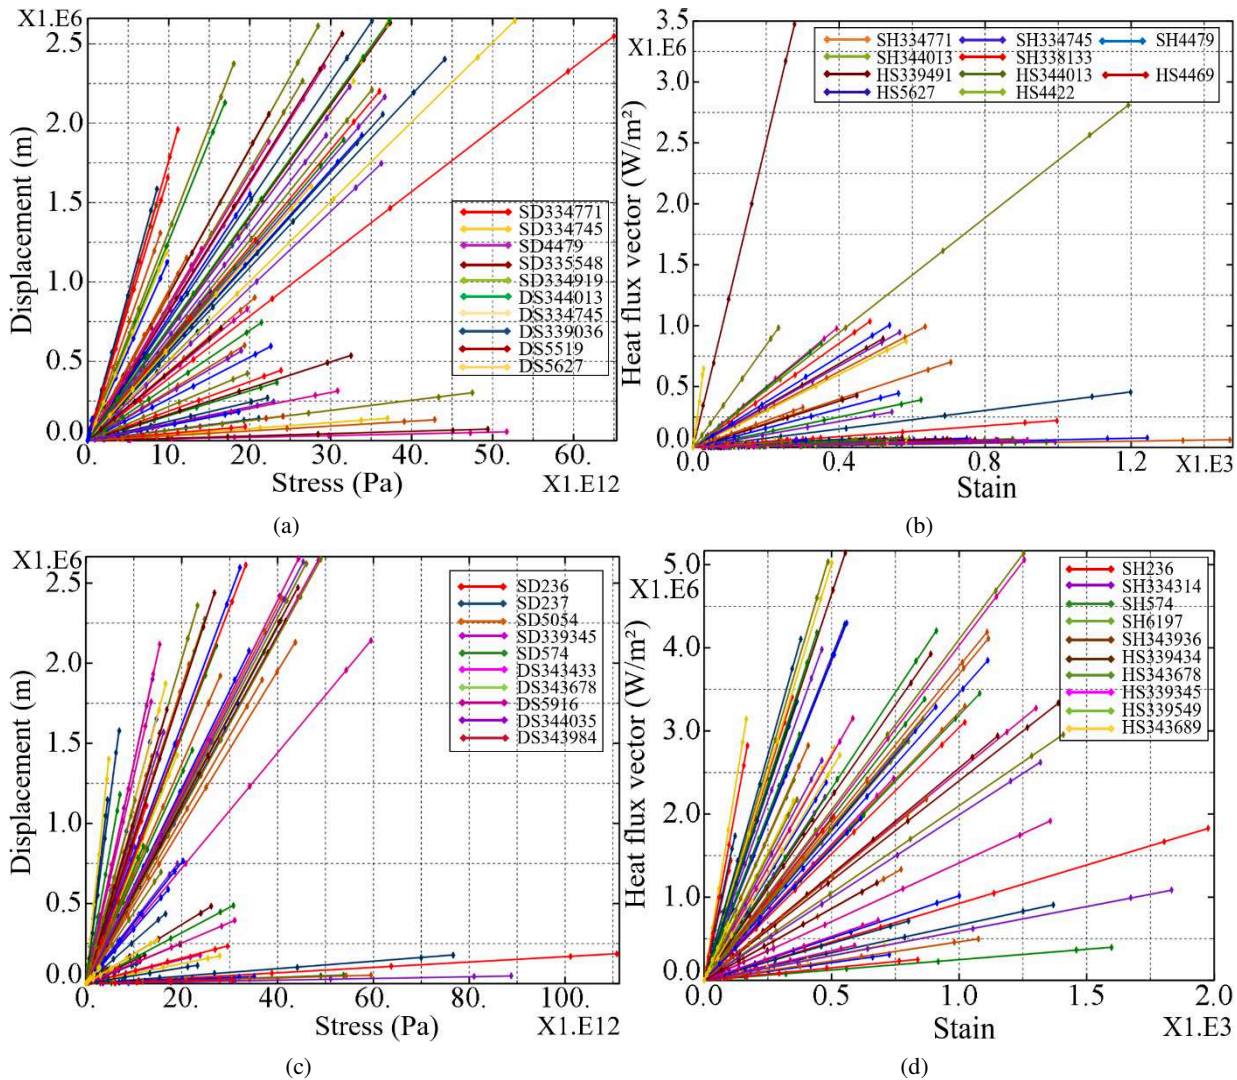 X1.E6
2.5
2.0
1.5
1.0
0.5
0.0
Displacement (m)
SD334771
SD334745
SD4479
SD335548
SD334919
DS344013
DS334745
DS339036
DS5519
DS5627
0. 10. 20. 30. 40. 50. 60.
Stress (Pa)
X1.E12
(a)
3.5
X1.E6
3.0
2.5
2.0
1.5
1.0
0.5
0.0
Heat flux vector (W/m²)
SH334771 SH334745 SH4479
SH344013 SH338133
HS339491 HS344013 HS4469
HS5627 HS4422
0.0 0.4 0.8 1.2
X1.E3
Stain
(b)
X1.E6
2.5
2.0
1.5
1.0
0.5
0.0
Displacement (m)
SD236
SD237
SD5054
SD339345
SD574
DS343433
DS343678
DS5916
DS344035
DS343984
0. 20. 40. 60. 80. 100.
Stress (Pa)
X1.E12
(c)
5.0
X1.E6
4.0
3.0
2.0
1.0
0.0
Heat flux vector (W/m²)
SH236
SH334314
SH574
SH6197
SH343936
HS339434
HS343678
HS339345
HS339549
HS343689
0.0 0.5 1.0 1.5 2.0
Stain
X1.E3
(d)